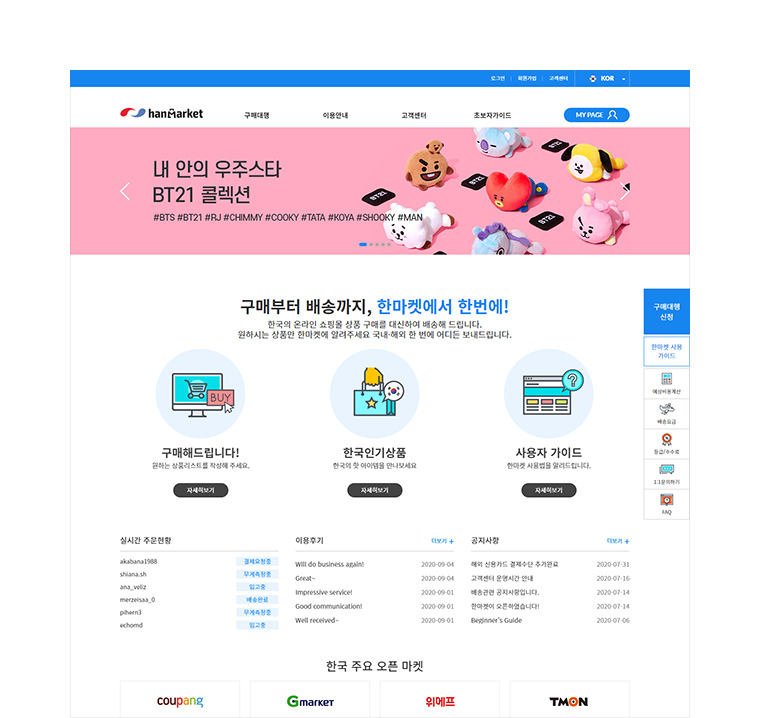 로그인 | 회원가입 | 고객센터 KOR
hanmarket 구매대행 이용안내 고객센터 초보자가이드 MY PAGE
내 안의 우주스타
BT21 콜렉션
#BTS #BT21 #RJ #CHIMMY #COOKY #TATA #KOYA #SHOOKY #MAN
BT21
BT21
BT21
BT21
BT21
구매부터 배송까지, 한마켓에서 한번에!
한국의 온라인 쇼핑몰 상품 구매를 대신하여 배송해 드립니다.
원하시는 상품만 한마켓에 알려주세요 국내·해외 한 번에 어디든 보내드립니다.
구매대행
신청
한마켓 사용
가이드
예상비용계산
배송요금
등급/수수료
1:1문의하기
FAQ
BUY
구매해드립니다!
원하는 상품리스트를 작성해 주세요.
자세히보기
한국인기상품
한국의 핫 아이템을 만나보세요
자세히보기
사용자 가이드
한마켓 사용법을 알려드립니다.
자세히보기
실시간 주문현황
akabana1988 결제요청중
shiana.sh 무게측정중
ana_veliz 입고중
merzeisaa_0 배송완료
pihern3 무게측정중
echomd 입고중
이용후기 더보기 +
Will do business again! 2020-09-04
Great~ 2020-09-04
Impressive service! 2020-09-01
Good communication! 2020-09-01
Well received~ 2020-09-01
공지사항 더보기 +
해외 신용카드 결제수단 추가완료 2020-07-31
고객센터 운영시간 안내 2020-07-16
배송관련 공지사항입니다. 2020-07-14
한마켓이 오픈하였습니다! 2020-07-14
Beginner's Guide 2020-07-06
한국 주요 오픈 마켓
coupang Gmarket 위메프 TMON